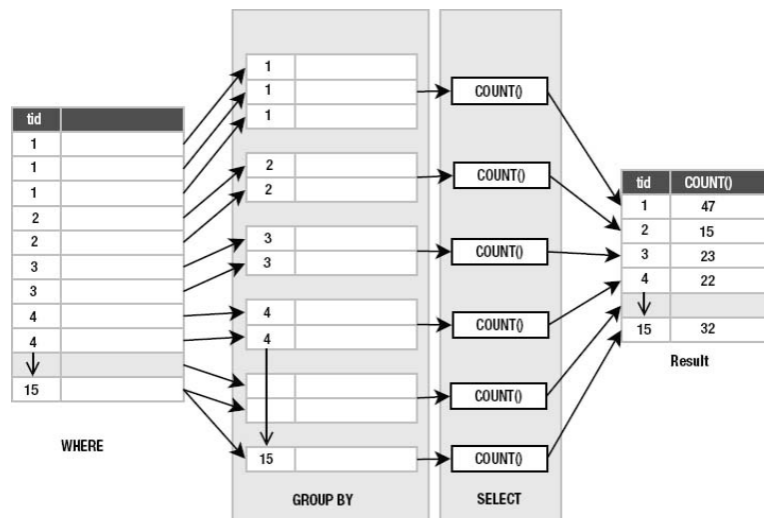 tid
1
1
1
2
2
3
3
4
4
15
WHERE
1
1
1
2
2
3
3
4
4
15
GROUP BY
COUNT()
COUNT()
COUNT()
COUNT()
COUNT()
COUNT()
SELECT
tid COUNT()
1 47
2 15
3 23
4 22
15 32
Result